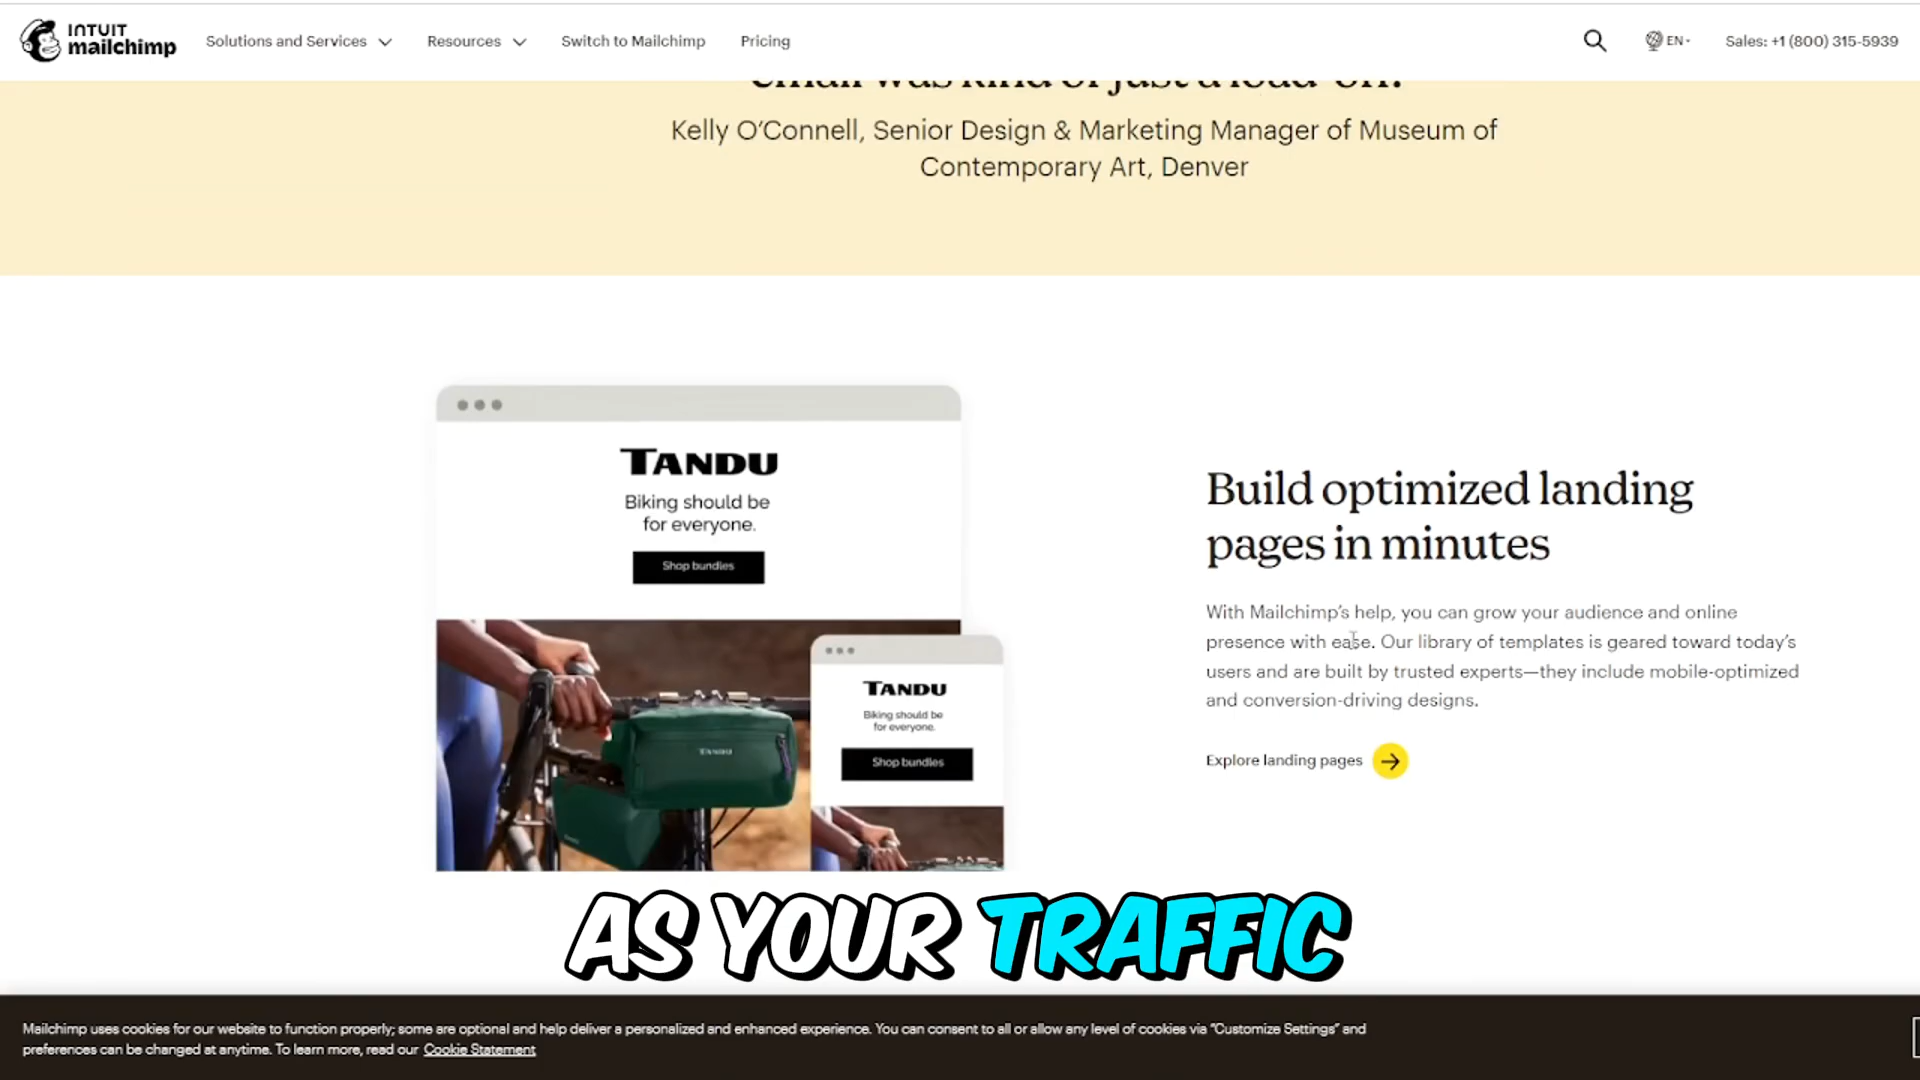 INTUIT
mailchimp
Solutions and Services
Resources
Switch to Mailchimp
Pricing
EN
Sales: +1 (800) 315-5939
email was kind of just a load-off.
Kelly O'Connell, Senior Design & Marketing Manager of Museum of
Contemporary Art, Denver
TANDU
Biking should be
for everyone.
Shop bundles
TANDU
TANDU
Biking should be
for everyone.
Shop bundles
Build optimized landing
pages in minutes
With Mailchimp's help, you can grow your audience and online
presence with ease. Our library of templates is geared toward today's
users and are built by trusted experts—they include mobile-optimized
and conversion-driving designs.
Explore landing pages
AS YOUR TRAFFIC
Mailchimp uses cookies for our website to function properly; some are optional and help deliver a personalized and enhanced experience. You can consent to all or allow any level of cookies via "Customize Settings" and
preferences can be changed at anytime. To learn more, read our Cookie Statement